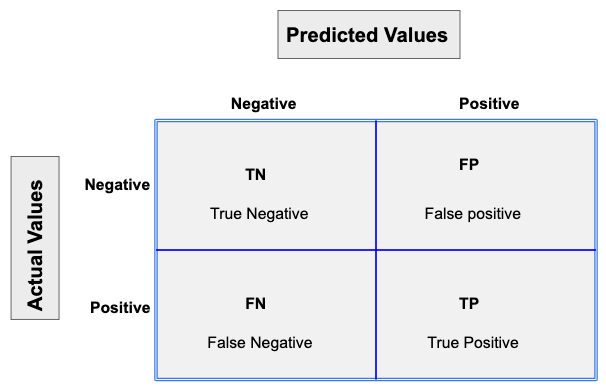 Predicted Values
Negative Positive
Actual Values
Negative
TN
True Negative
FP
False positive
Positive
FN
False Negative
TP
True Positive